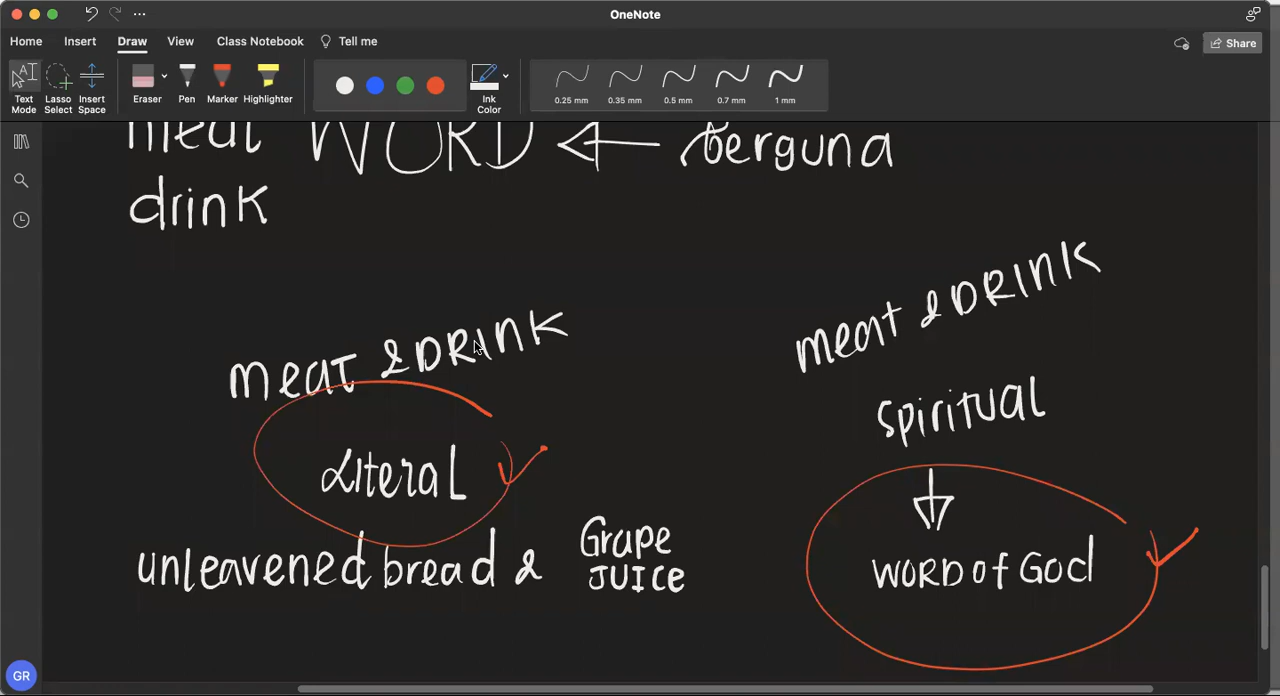 OneNote
Home Insert Draw View Class Notebook Tell me
Share
Text Mode
Lasso Select
Insert Space
Eraser
Pen
Marker
Highlighter
Ink Color
0.25 mm
0.35 mm
0.5 mm
0.7 mm
1 mm
meat WORD berguna
drink
meat & DRINK
Literal
unleavened bread & Grape JUICE
meat & DRINK
spiritual
WORD of God
GR